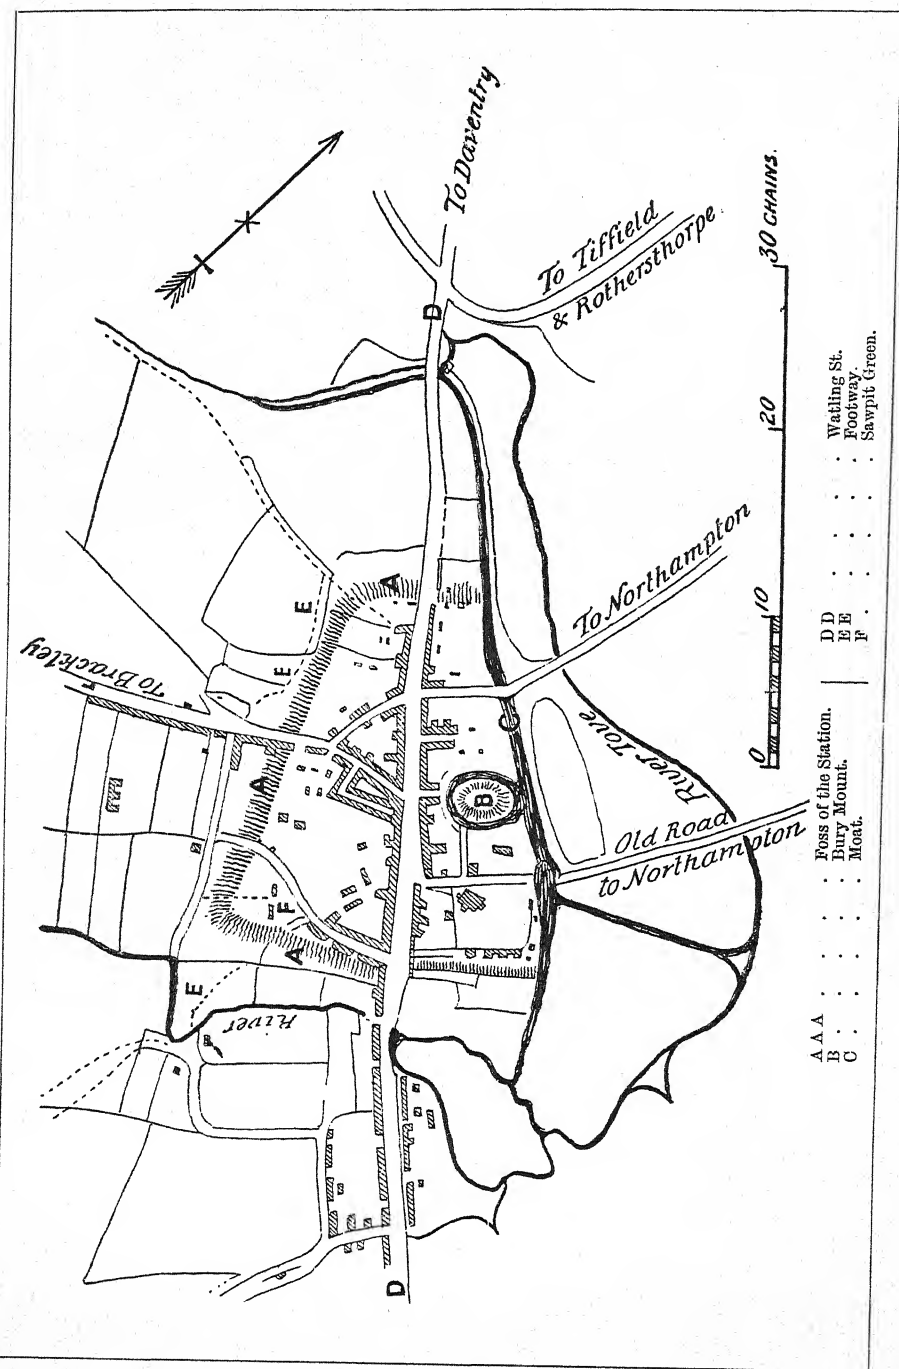 To Daventry
To Tiffield
& Rothersthorpe
To Northampton
To Brackley
River Tove
Old Road
to Northampton
River
A
A
A
B
D
D
E
E
E
F
0 10 20 30 CHAINS.
A A A . . . . Foss of the Station.
B . . . . . Bury Mount.
C . . . . . Moat.
D D . . . . . Watling St.
E E . . . . . Footway.
F . . . . . Sawpit Green.